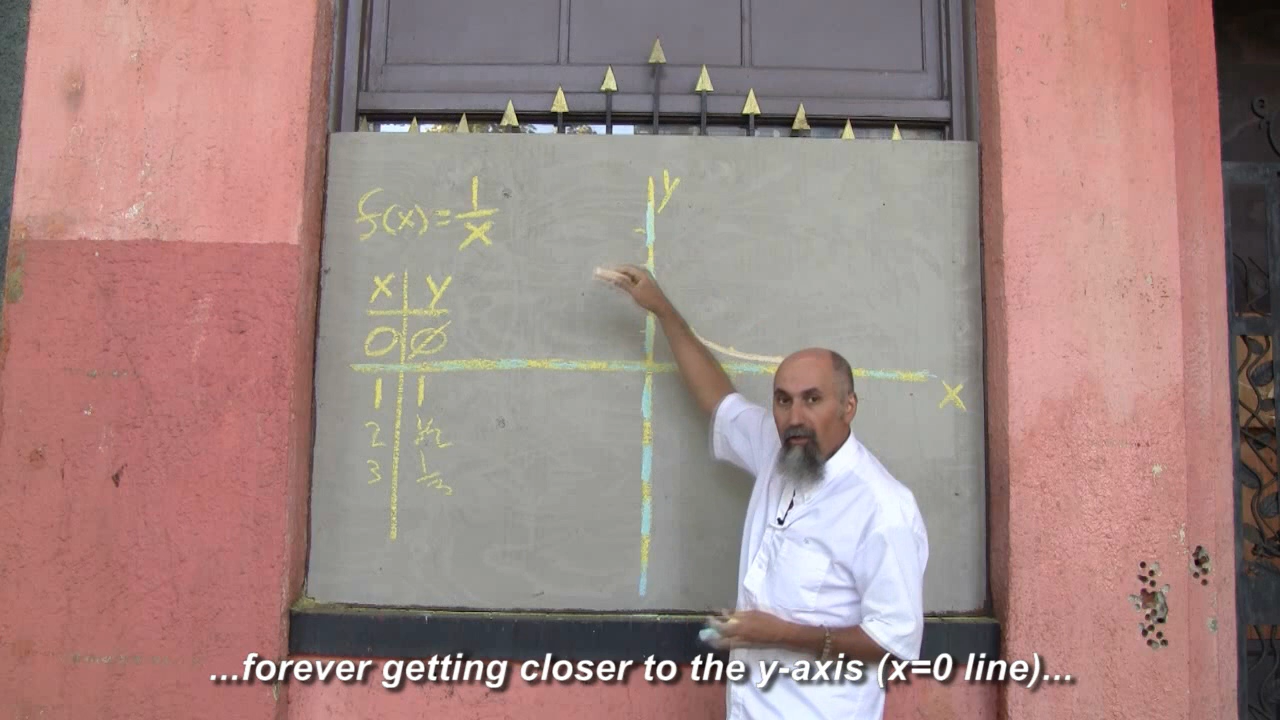 f(x)=1/x
y
x y
0 ∅
1 1
2 1/2
3 1/3
x
...forever getting closer to the y-axis (x=0 line)...